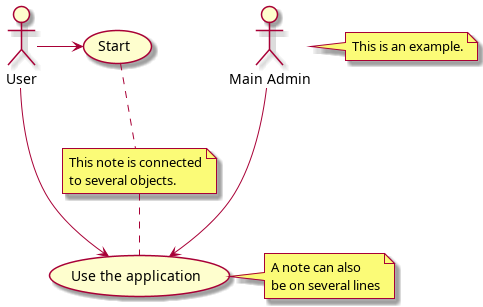 Start
This is an example.
User
Main Admin
This note is connected
to several objects.
Use the application
A note can also
be on several lines